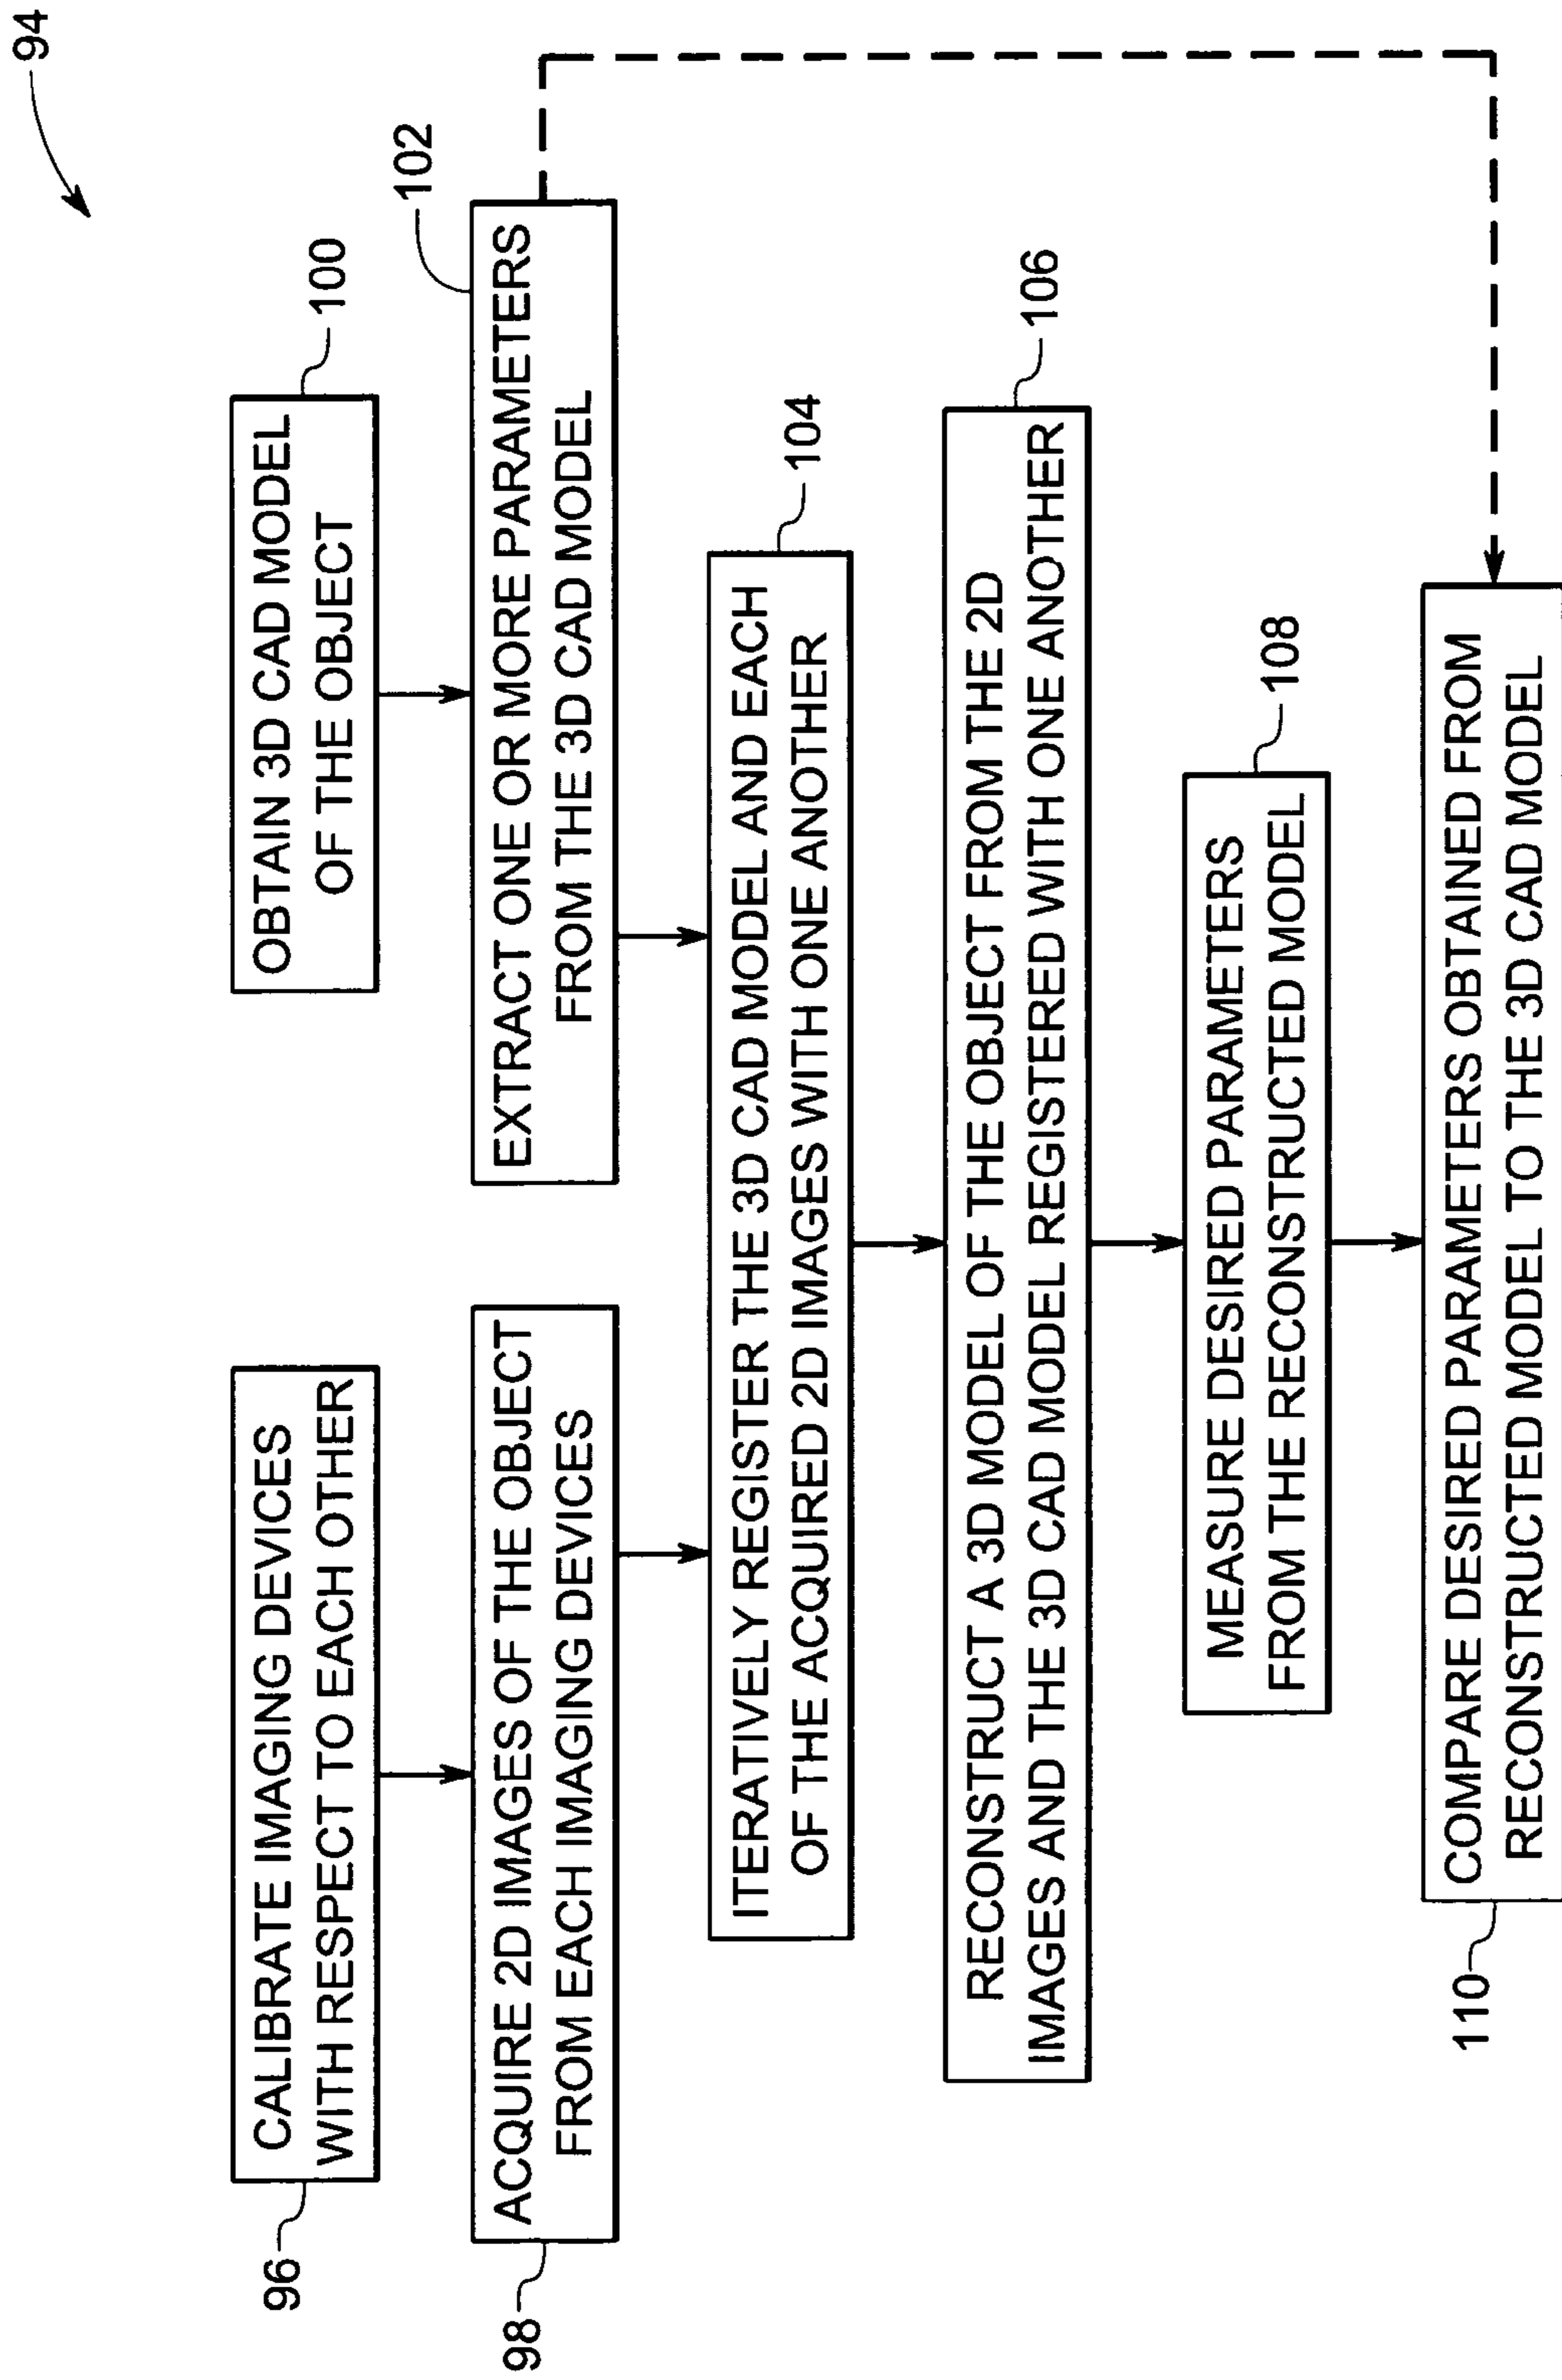 94
CALIBRATE IMAGING DEVICES
WITH RESPECT TO EACH OTHER
96
OBTAIN 3D CAD MODEL
OF THE OBJECT
100
ACQUIRE 2D IMAGES OF THE OBJECT
FROM EACH IMAGING DEVICES
98
EXTRACT ONE OR MORE PARAMETERS
FROM THE 3D CAD MODEL
102
ITERATIVELY REGISTER THE 3D CAD MODEL AND EACH
OF THE ACQUIRED 2D IMAGES WITH ONE ANOTHER
104
RECONSTRUCT A 3D MODEL OF THE OBJECT FROM THE 2D
IMAGES AND THE 3D CAD MODEL REGISTERED WITH ONE ANOTHER
106
MEASURE DESIRED PARAMETERS
FROM THE RECONSTRUCTED MODEL
108
COMPARE DESIRED PARAMETERS OBTAINED FROM
RECONSTRUCTED MODEL TO THE 3D CAD MODEL
110